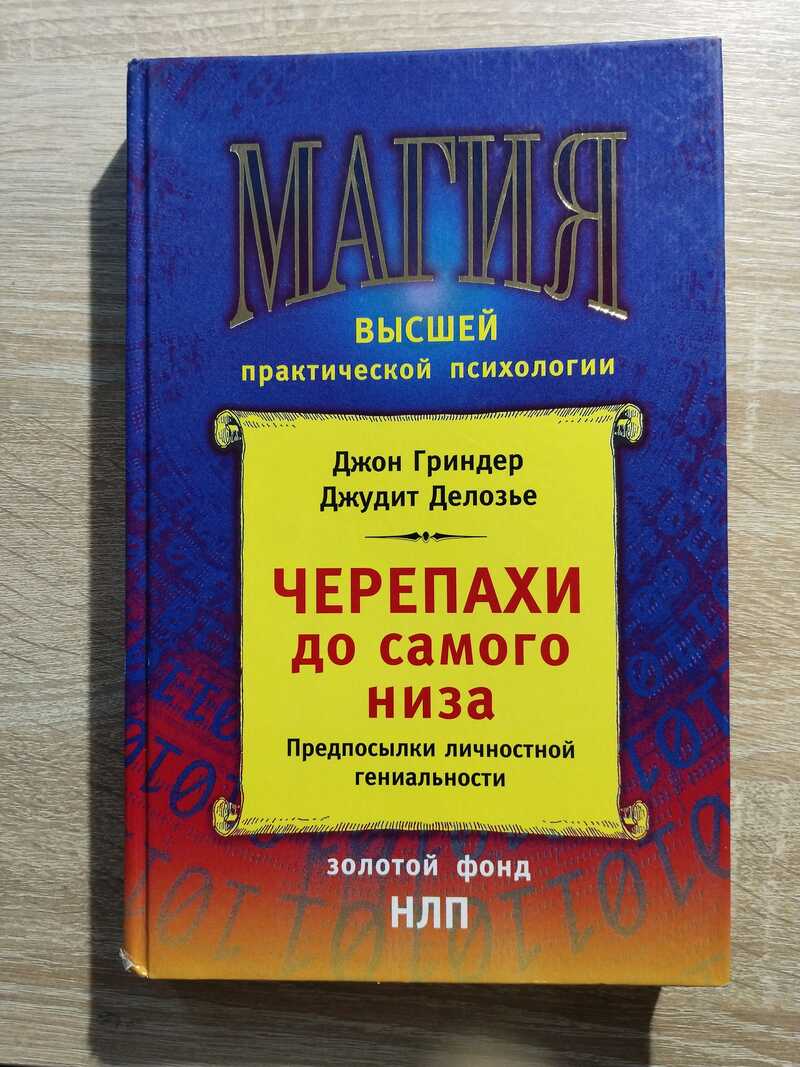 МАГИЯ
ВЫСШЕЙ
практической психологии
Джон Гриндер
Джудит Делозье
ЧЕРЕПАХИ
до самого
низа
Предпосылки личностной
гениальности
золотой фонд
НЛП